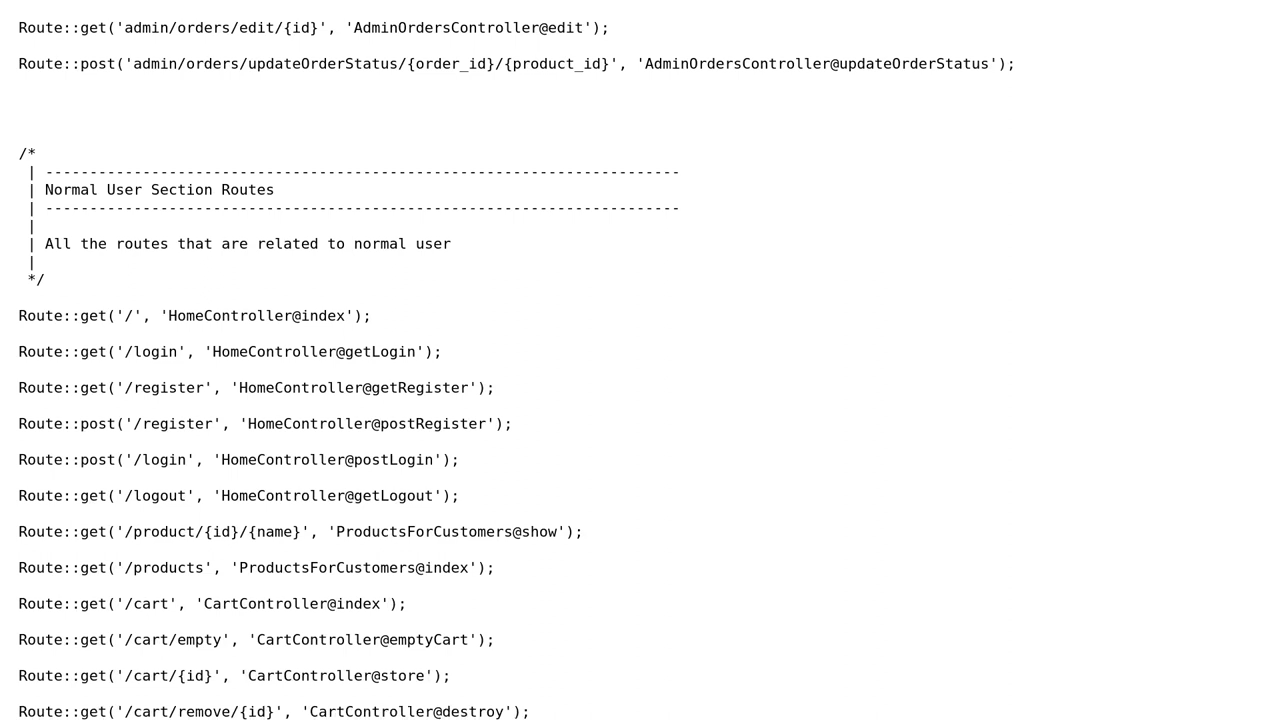 Route::get('admin/orders/edit/{id}', 'AdminOrdersController@edit');
Route::post('admin/orders/updateOrderStatus/{order_id}/{product_id}', 'AdminOrdersController@updateOrderStatus');
/*
 | ------------------------------------------------------------------------
 | Normal User Section Routes
 | ------------------------------------------------------------------------
 |
 | All the routes that are related to normal user
 |
 */
Route::get('/', 'HomeController@index');
Route::get('/login', 'HomeController@getLogin');
Route::get('/register', 'HomeController@getRegister');
Route::post('/register', 'HomeController@postRegister');
Route::post('/login', 'HomeController@postLogin');
Route::get('/logout', 'HomeController@getLogout');
Route::get('/product/{id}/{name}', 'ProductsForCustomers@show');
Route::get('/products', 'ProductsForCustomers@index');
Route::get('/cart', 'CartController@index');
Route::get('/cart/empty', 'CartController@emptyCart');
Route::get('/cart/{id}', 'CartController@store');
Route::get('/cart/remove/{id}', 'CartController@destroy');